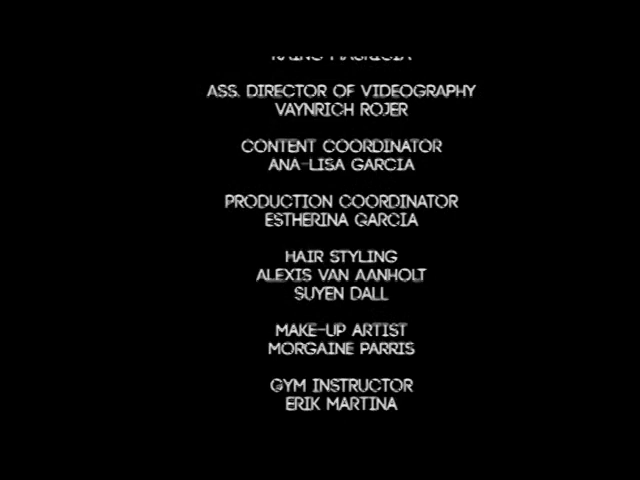 ASS. DIRECTOR OF VIDEOGRAPHY
VAYNRICH ROJER
CONTENT COORDINATOR
ANA-LISA GARCIA
PRODUCTION COORDINATOR
ESTHERINA GARCIA
HAIR STYLING
ALEXIS VAN AANHOLT
SUYEN DALL
MAKE-UP ARTIST
MORGAINE PARRIS
GYM INSTRUCTOR
ERIK MARTINA